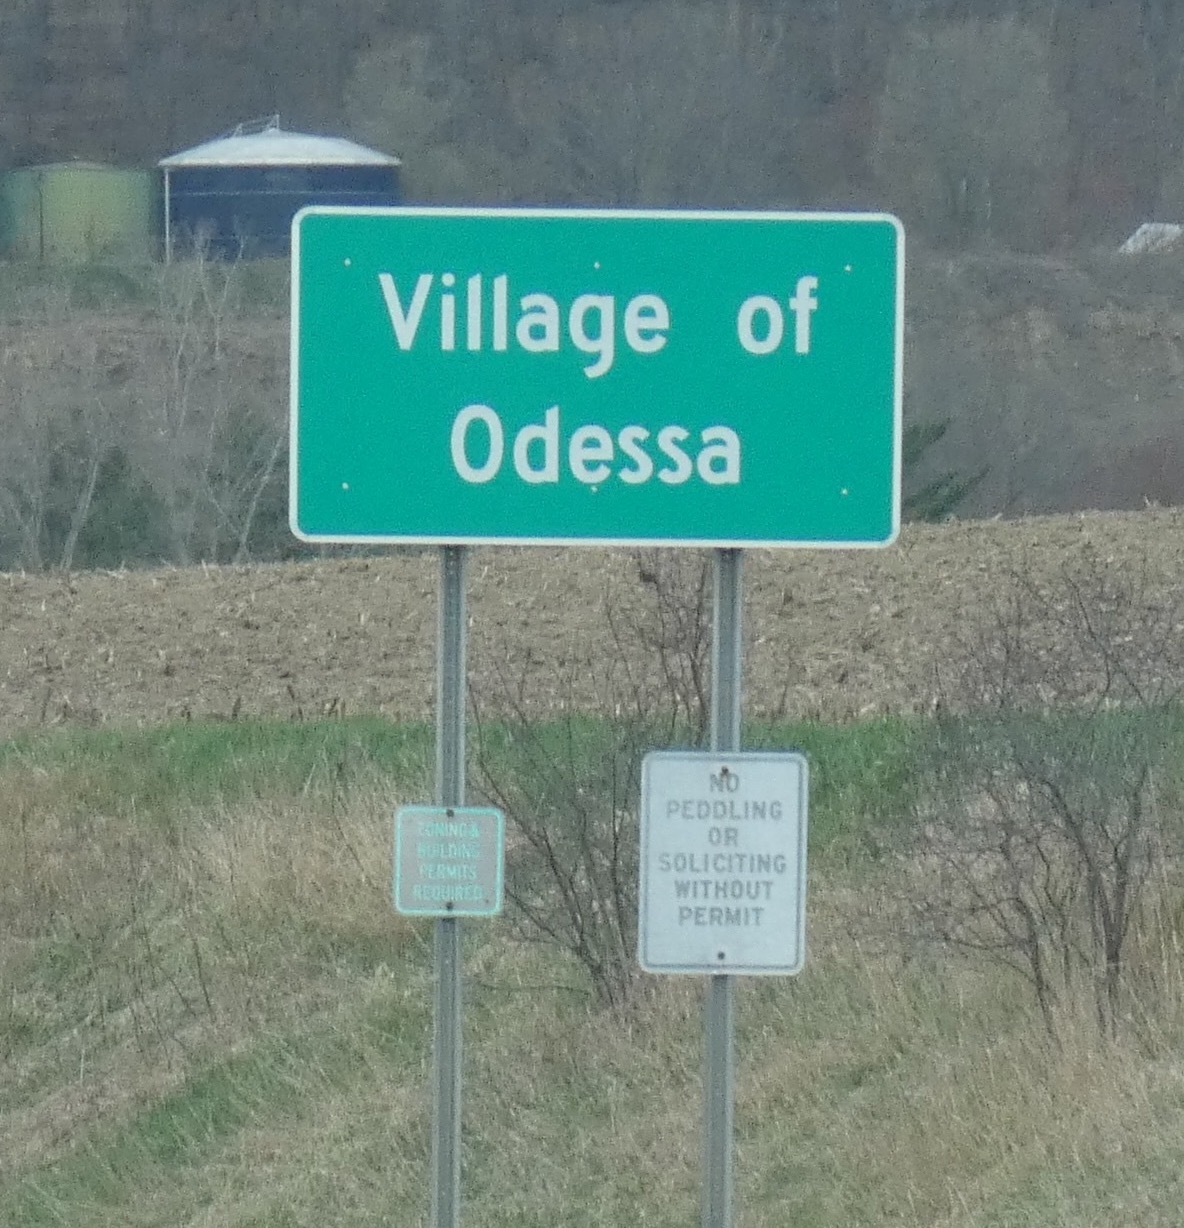 Village of
Odessa
NO
PEDDLING
OR
SOLICITING
WITHOUT
PERMIT
ZONING &
BUILDING
PERMITS
REQUIRED